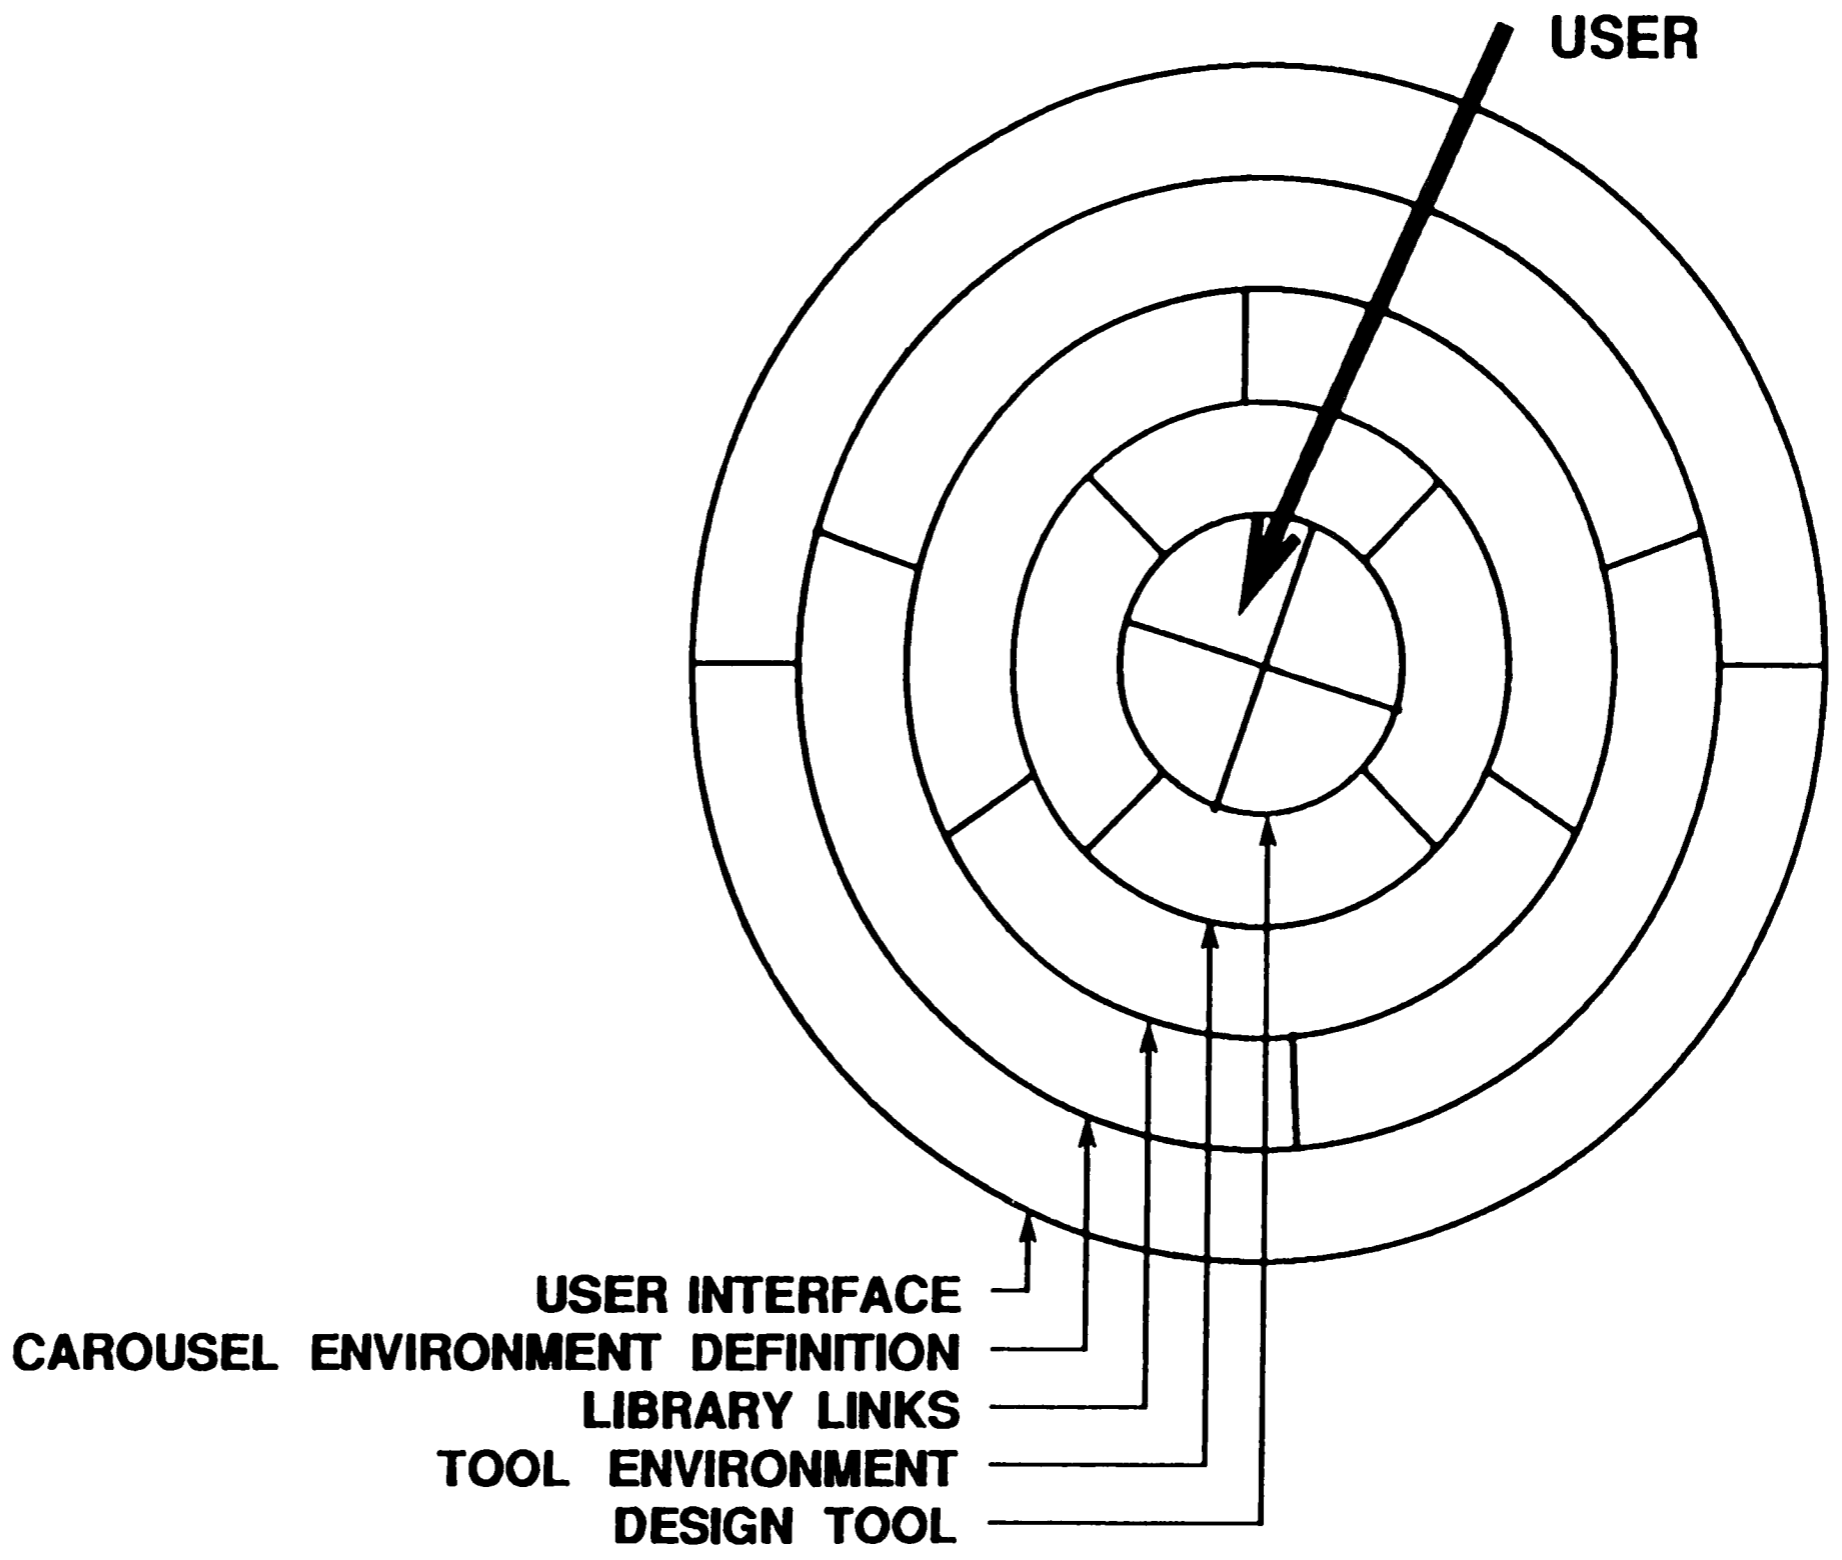 USER
USER INTERFACE
CAROUSEL ENVIRONMENT DEFINITION
LIBRARY LINKS
TOOL ENVIRONMENT
DESIGN TOOL